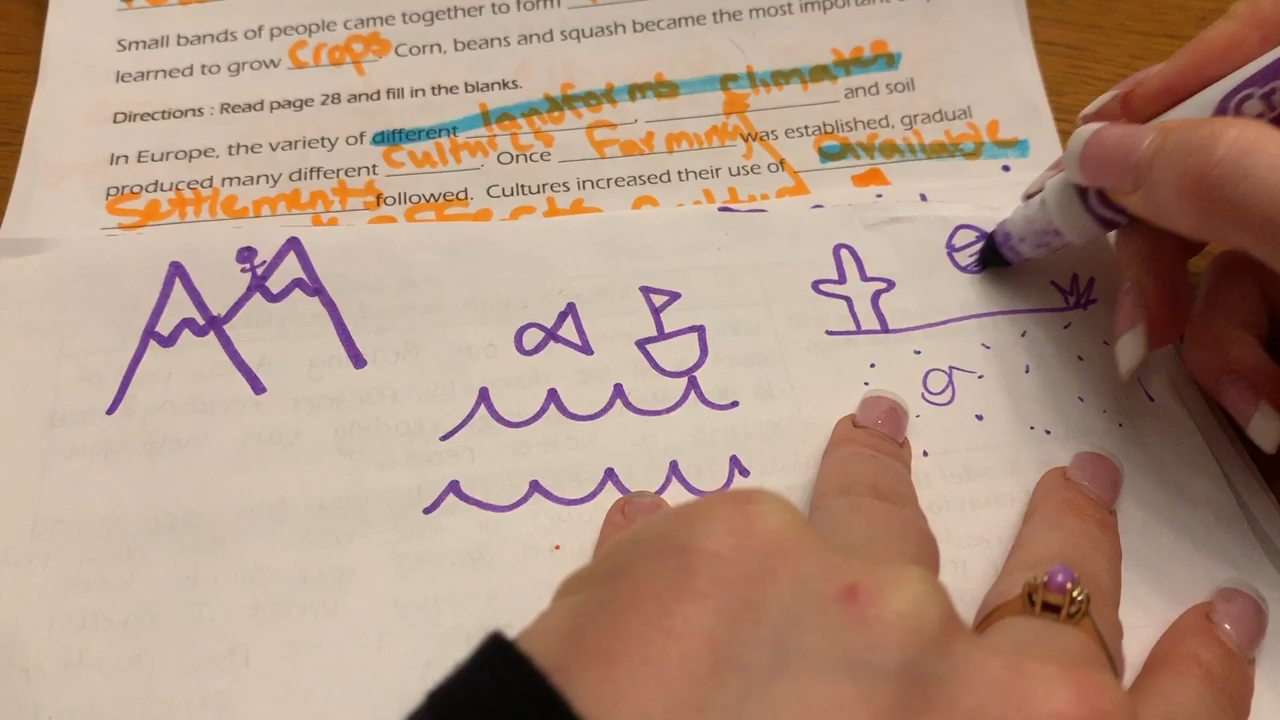 Small bands of people came together to form
learned to grow Crops Corn, beans and squash became the most important
Directions : Read page 28 and fill in the blanks.
In Europe, the variety of different landforms, climates and soil
produced many different cultures. Once Farming was established, gradual
Settlements followed. Cultures increased their use of available